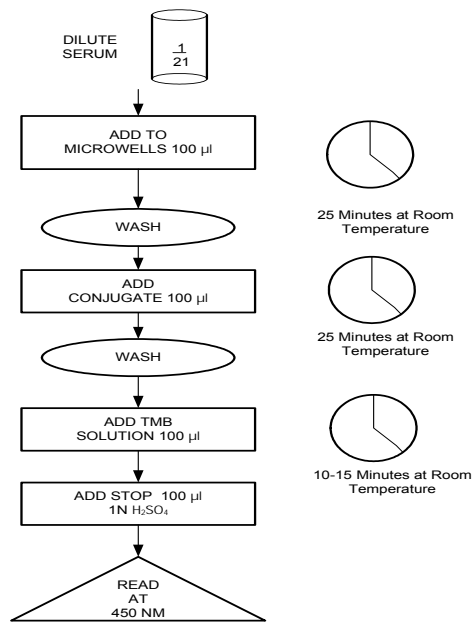 DILUTE
SERUM
1
21
ADD TO
MICROWELLS 100 µl
25 Minutes at Room
Temperature
WASH
ADD
CONJUGATE 100 µl
25 Minutes at Room
Temperature
WASH
ADD TMB
SOLUTION 100 µl
10-15 Minutes at Room
Temperature
ADD STOP 100 µl
1N H₂SO₄
READ
AT
450 NM